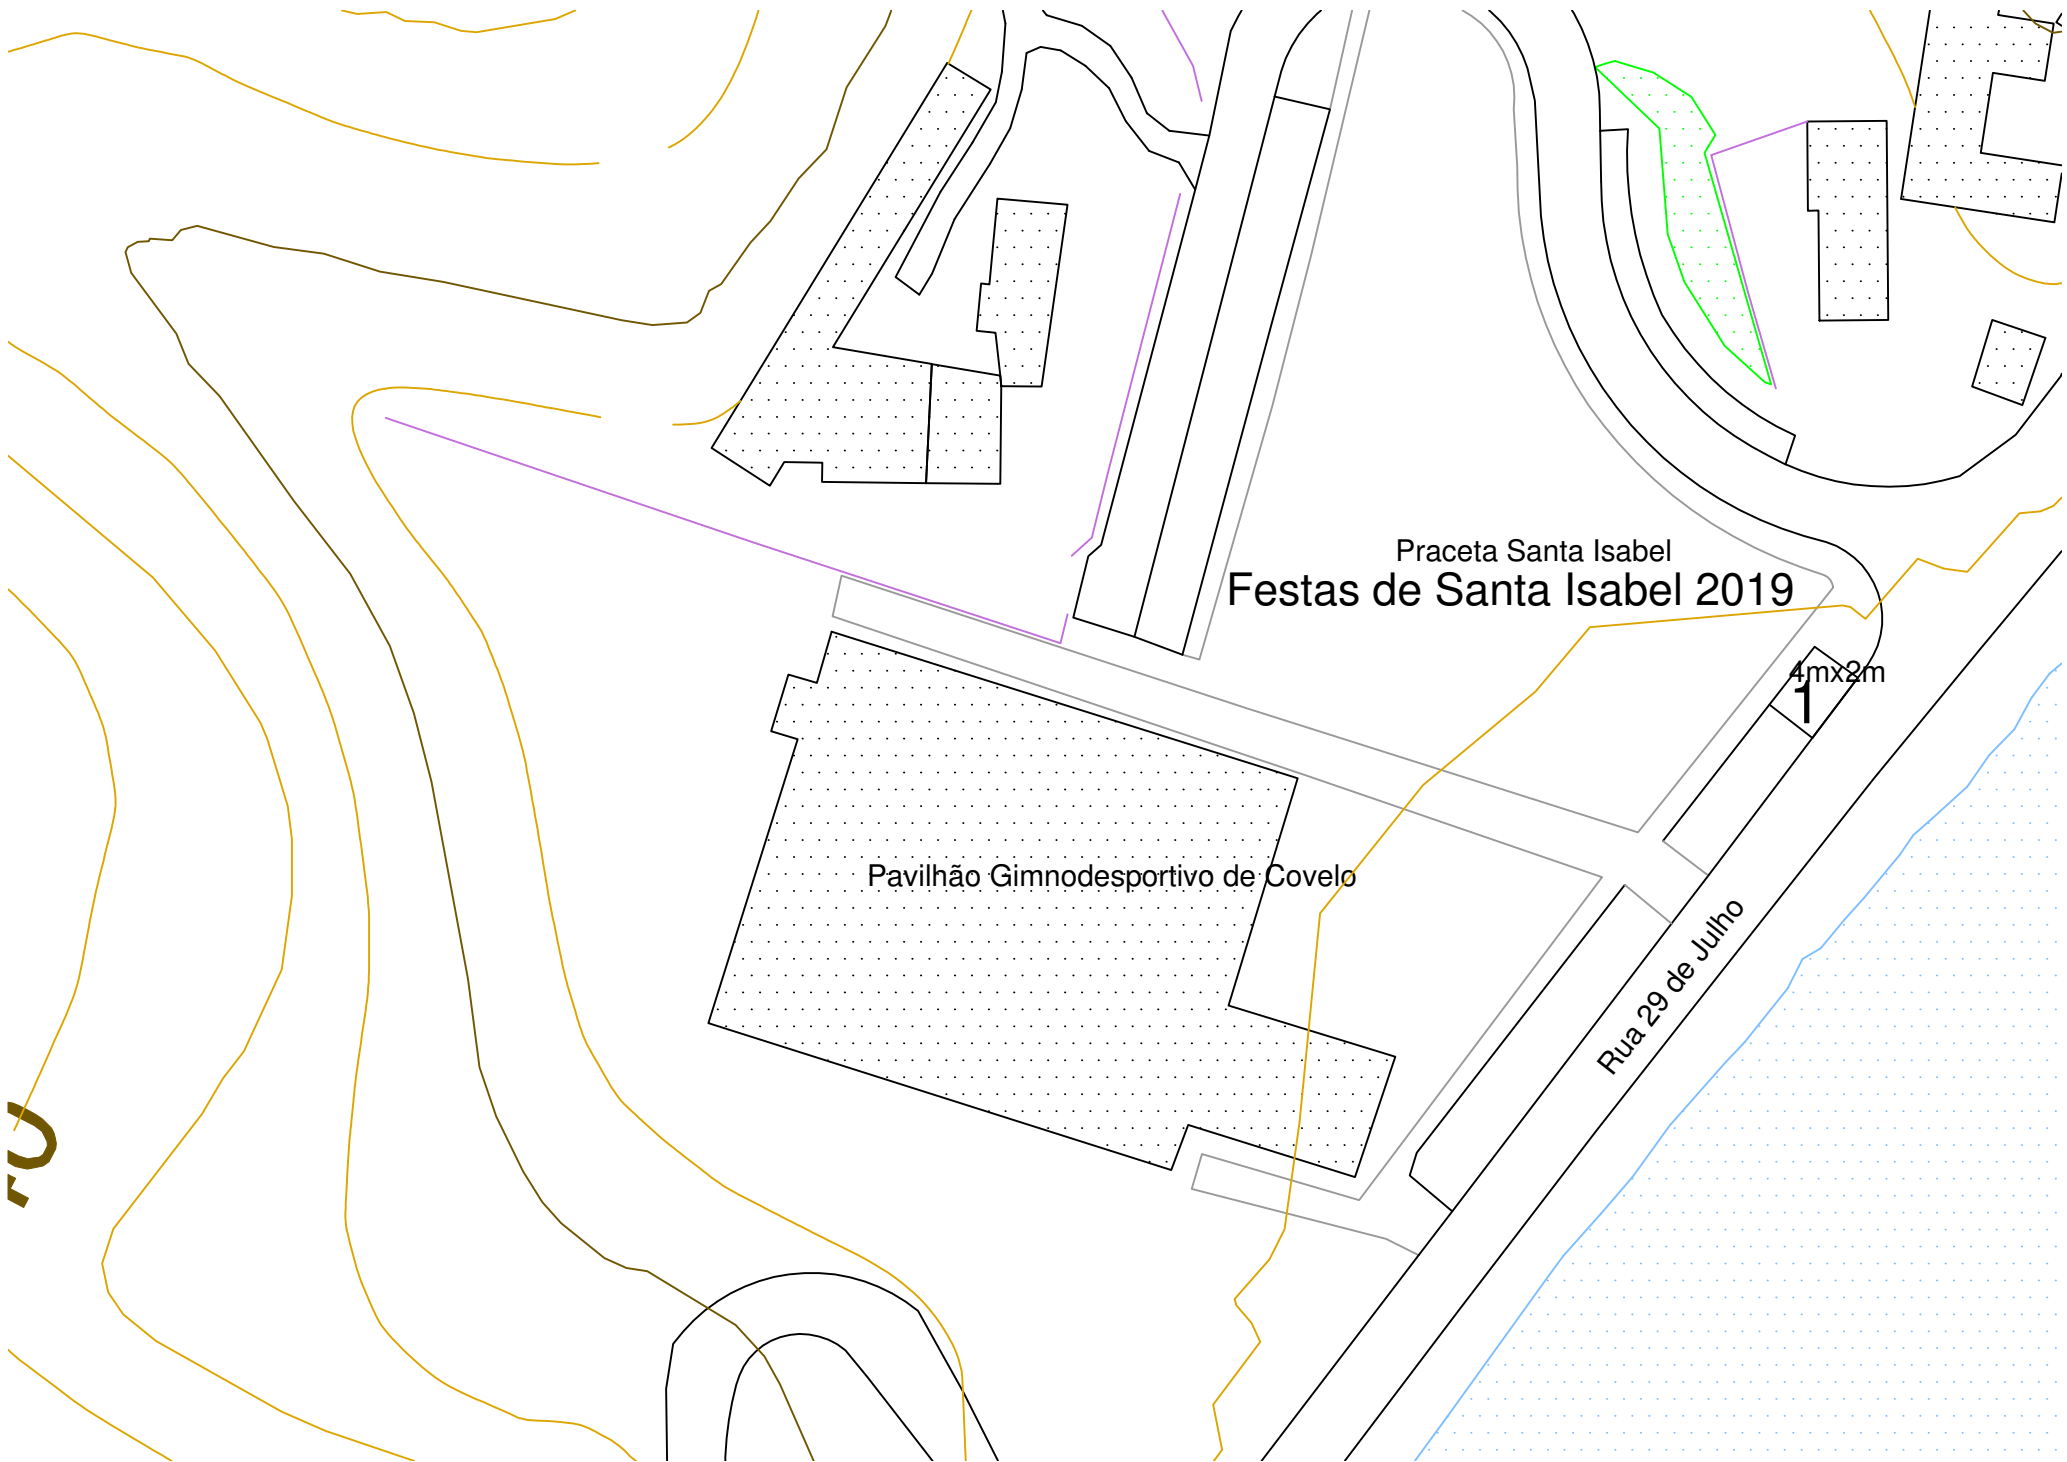 Praceta Santa Isabel
Festas de Santa Isabel 2019
4mx2m
1
Pavilhão Gimnodesportivo de Covelo
Rua 29 de Julho